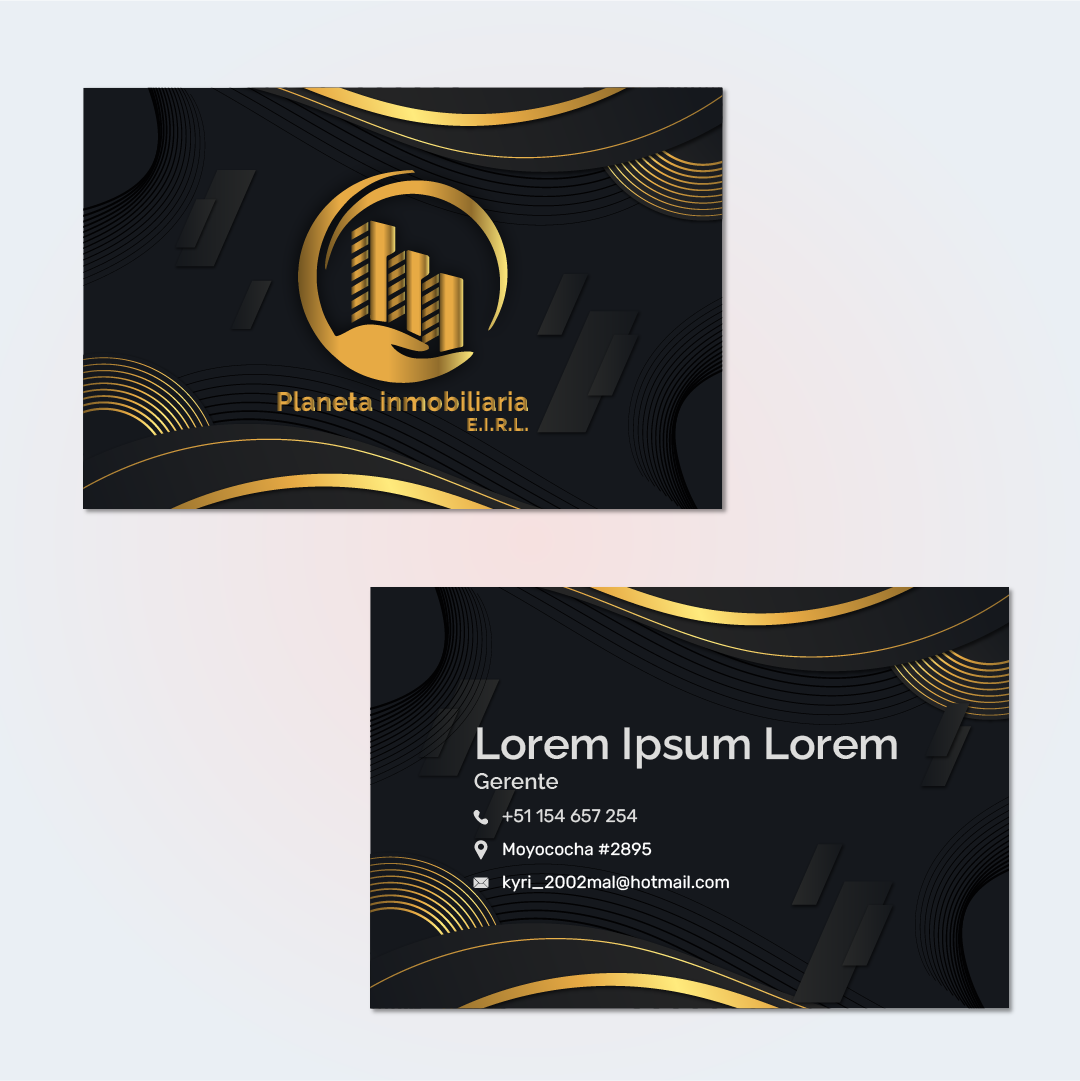 Planeta inmobiliaria
E.I.R.L.
Lorem Ipsum Lorem
Gerente
+51 154 657 254
Moyococha #2895
kyri_2002mal@hotmail.com